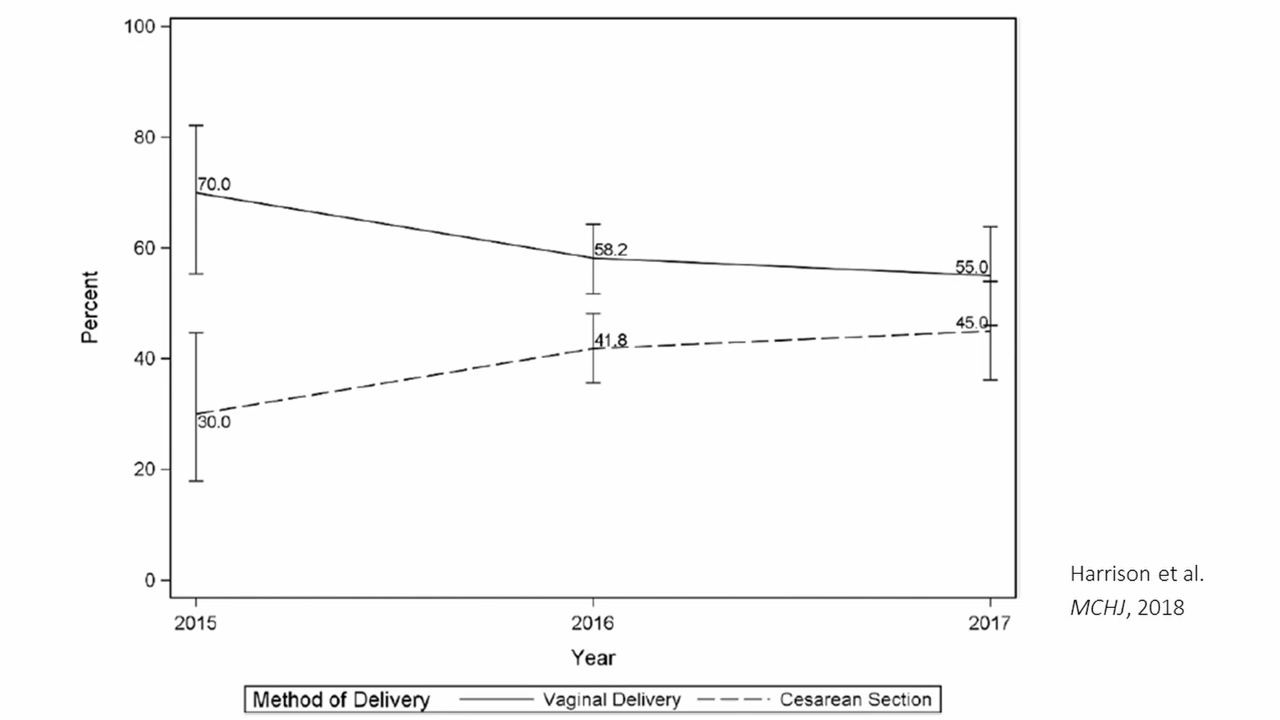 100
80
60
40
20
0
Percent
70.0
58.2
55.0
30.0
41.8
45.0
2015 2016 2017
Year
Method of Delivery Vaginal Delivery Cesarean Section
Harrison et al.
MCHJ, 2018